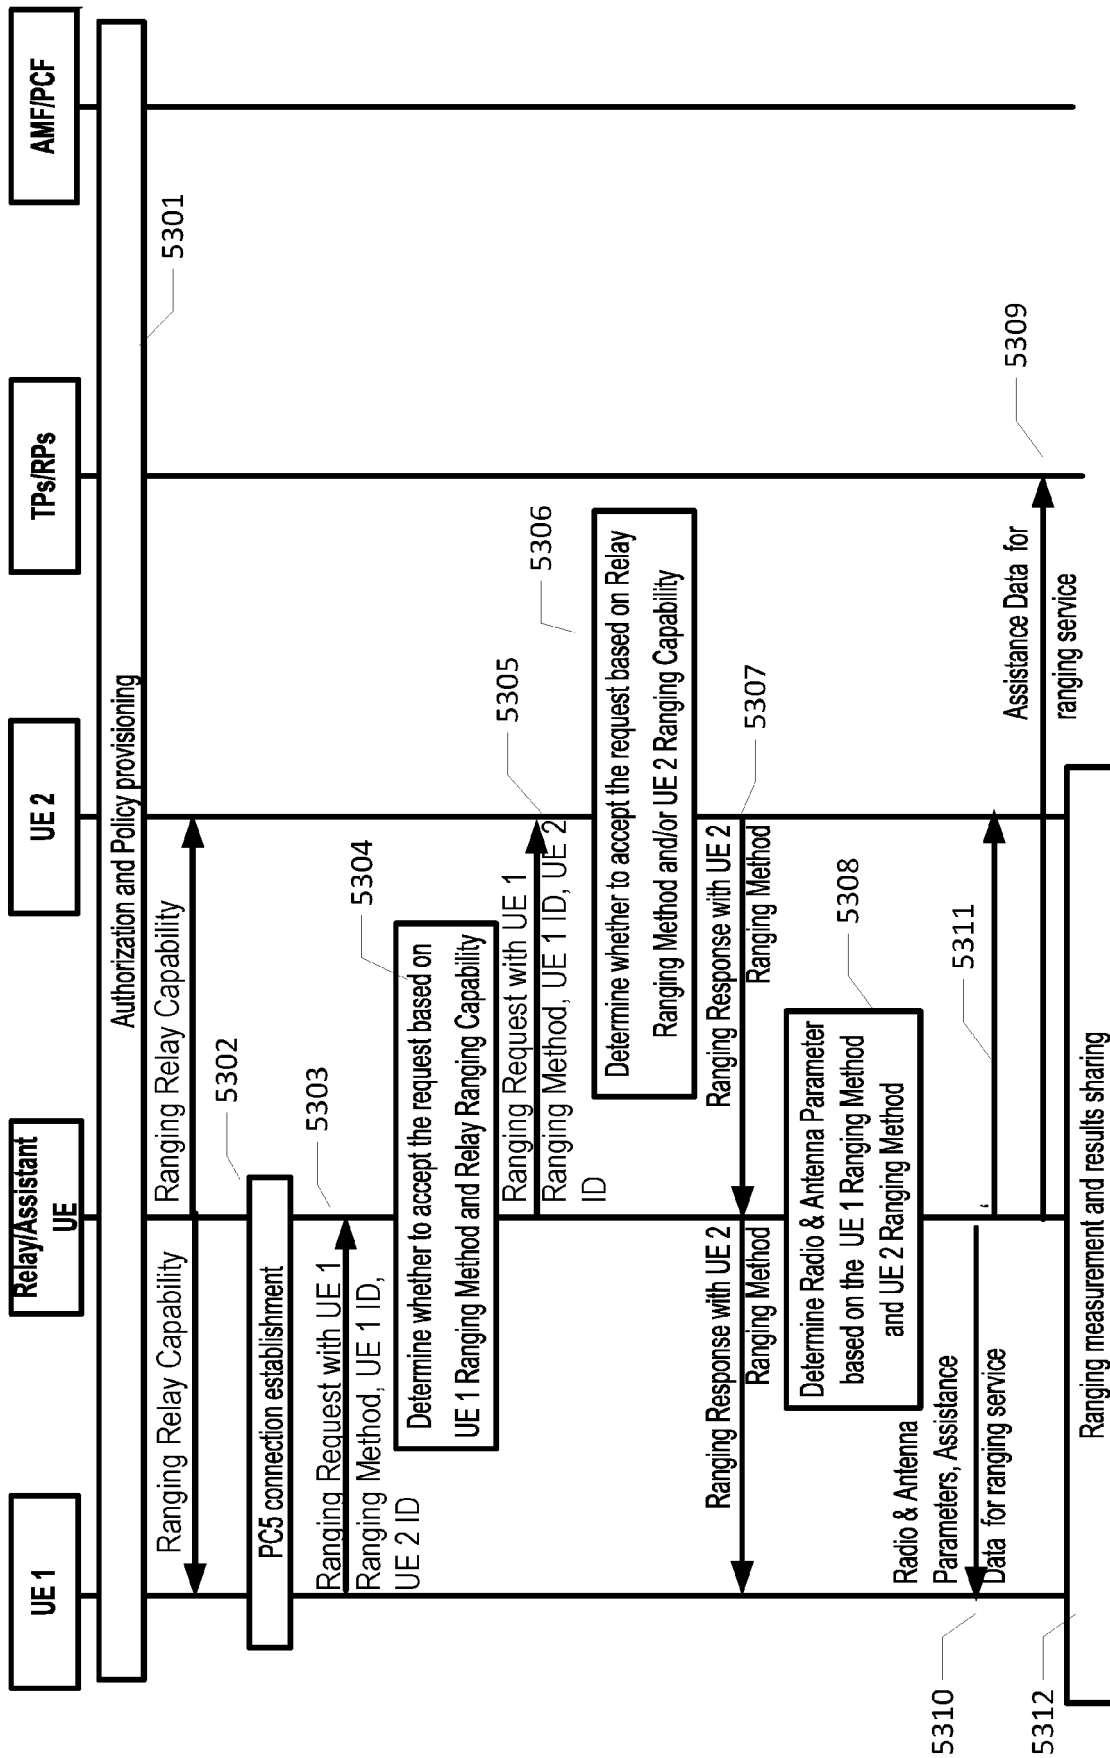 UE 1
Relay/Assistant
UE
UE 2
TPs/RPs
AMF/PCF
Authorization and Policy provisioning
5301
Ranging Relay Capability
Ranging Relay Capability
5302
PC5 connection establishment
5303
Ranging Request with UE 1
Ranging Method, UE 1 ID,
UE 2 ID
5304
Determine whether to accept the request based on
UE 1 Ranging Method and Relay Ranging Capability
5305
Ranging Request with UE 1
Ranging Method, UE 1 ID, UE 2
ID
5306
Determine whether to accept the request based on Relay
Ranging Method and/or UE 2 Ranging Capability
5307
Ranging Response with UE 2
Ranging Method
Ranging Response with UE 2
Ranging Method
5308
Determine Radio & Antenna Parameter
based on the UE 1 Ranging Method
and UE 2 Ranging Method
Radio & Antenna
Parameters, Assistance
Data for ranging service
5310
5311
Assistance Data for
ranging service
5309
5312
Ranging measurement and results sharing